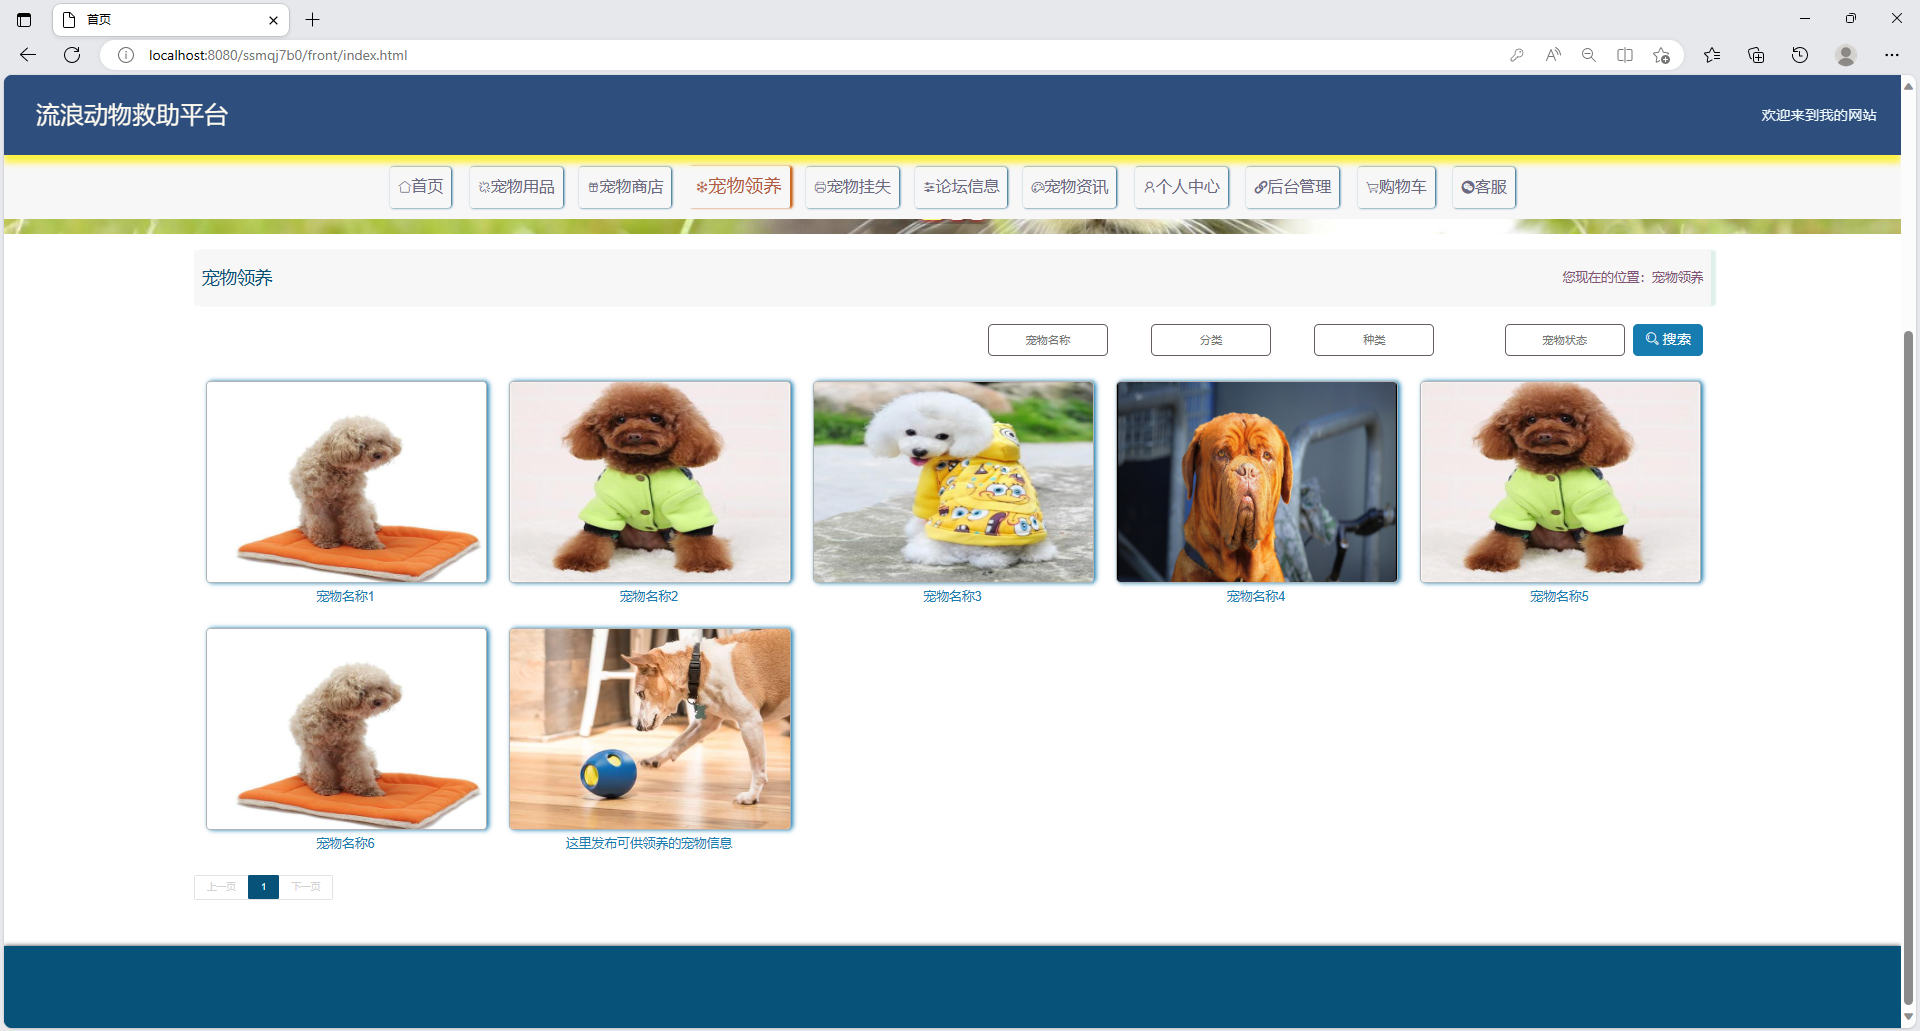 首页
localhost:8080/ssmqj7b0/front/index.html
流浪动物救助平台
欢迎来到我的网站
首页 宠物用品 宠物商店 宠物领养 宠物挂失 论坛信息 宠物资讯 个人中心 后台管理 购物车 客服
宠物领养
您现在的位置：宠物领养
宠物名称 分类 种类 宠物状态 搜索
宠物名称1 宠物名称2 宠物名称3 宠物名称4 宠物名称5
宠物名称6 这里发布可供领养的宠物信息
上一页 1 下一页